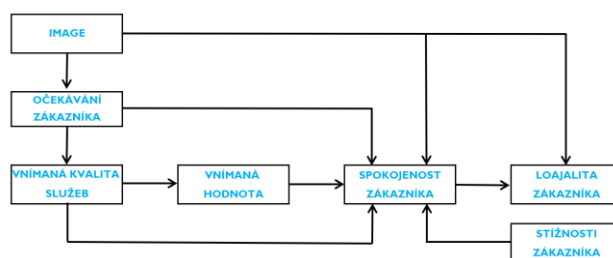 IMAGE
OČEKÁVÁNÍ
ZÁKAZNÍKA
VNÍMANÁ KVALITA
SLUŽEB
VNÍMANÁ
HODNOTA
SPOKOJENOST
ZÁKAZNÍKA
LOAJALITA
ZÁKAZNÍKA
STÍŽNOSTI
ZÁKAZNÍKA